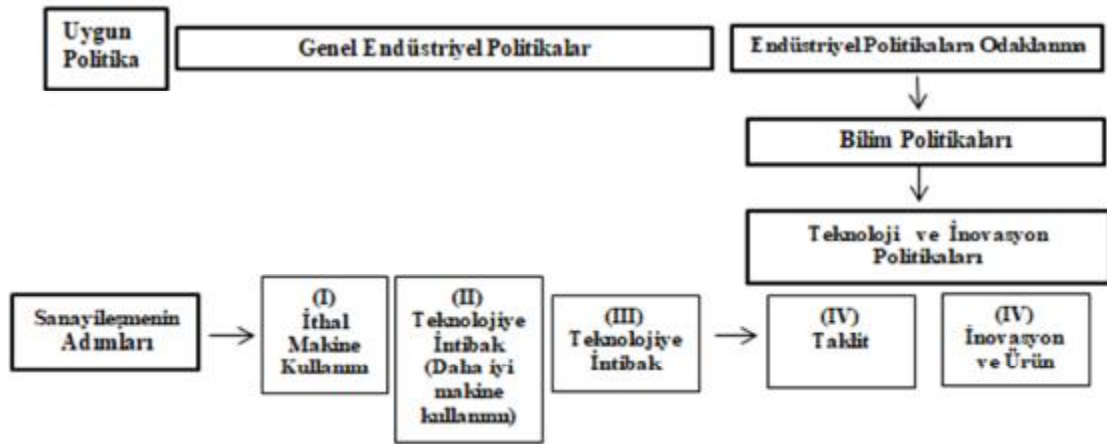 Uygun
Politika
Genel Endüstriyel Politikalar
Endüstriyel Politikalara Odaklanma
Bilim Politikaları
Teknoloji ve İnovasyon
Politikaları
Sanayileşmenin
Adımları
(I)
İthal
Makine
Kullanımı
(II)
Teknolojiye
İntibak
(Daha iyi
makine
kullanımı)
(III)
Teknolojiye
İntibak
(IV)
Taklit
(IV)
İnovasyon
ve Ürün